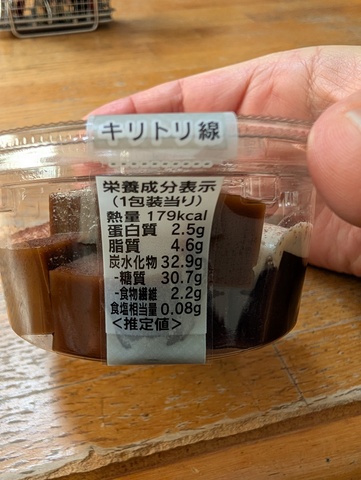 キリトリ線
栄養成分表示
(1包装当り)
熱量 179kcal
蛋白質 2.5g
脂質 4.6g
炭水化物 32.9g
-糖質 30.7g
-食物繊維 2.2g
食塩相当量 0.08g
<推定値>